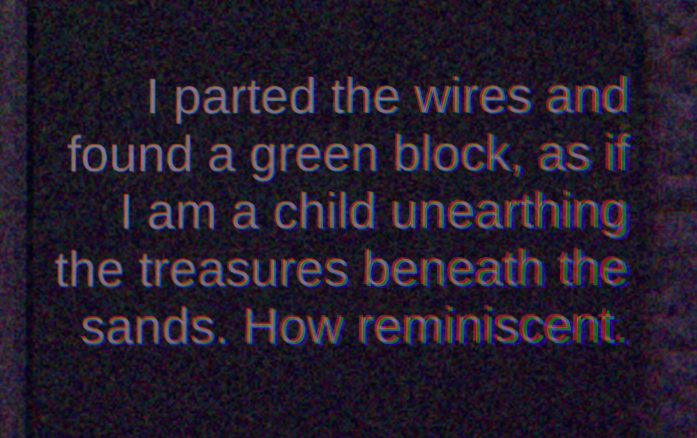 I parted the wires and
found a green block, as if
I am a child unearthing
the treasures beneath the
sands. How reminiscent.